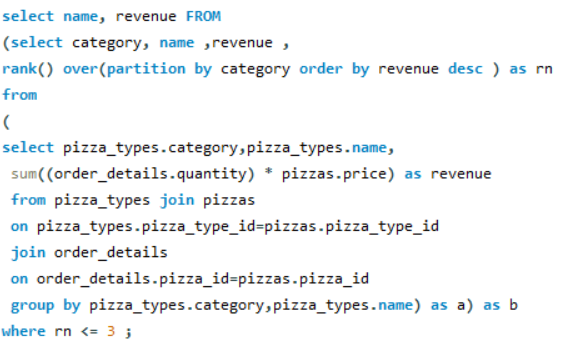 select name, revenue FROM
(select category, name ,revenue ,
rank() over(partition by category order by revenue desc ) as rn
from
(
select pizza_types.category,pizza_types.name,
sum((order_details.quantity) * pizzas.price) as revenue
from pizza_types join pizzas
on pizza_types.pizza_type_id=pizzas.pizza_type_id
join order_details
on order_details.pizza_id=pizzas.pizza_id
group by pizza_types.category,pizza_types.name) as a) as b
where rn <= 3 ;